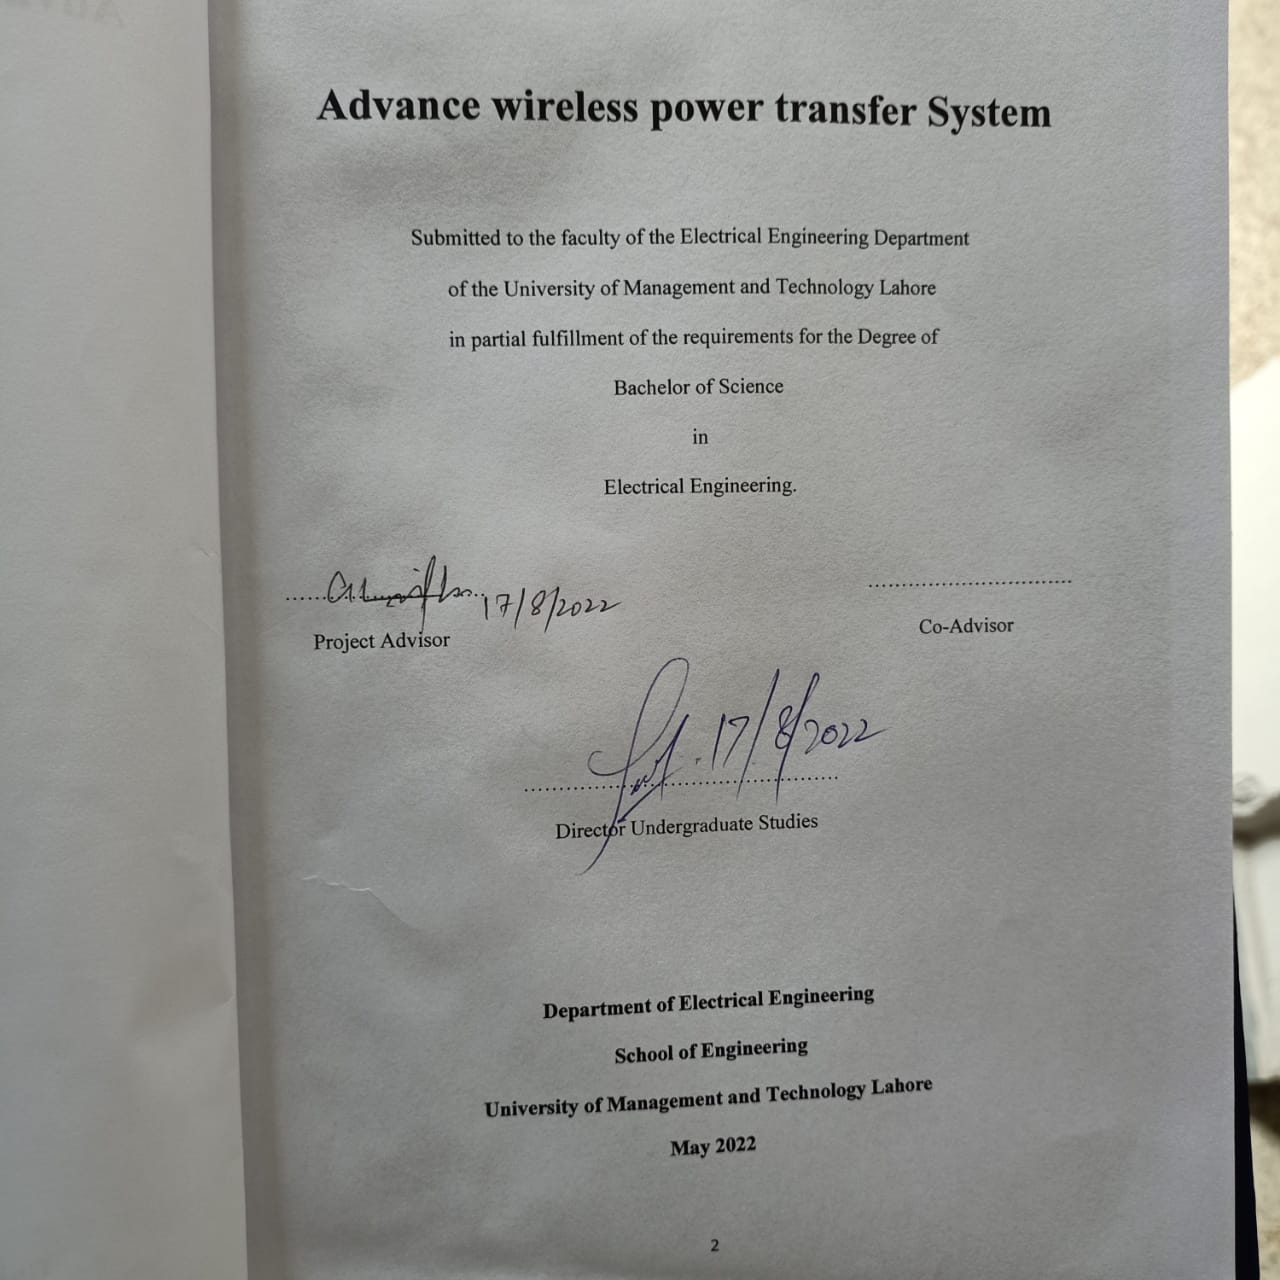 Advance wireless power transfer System
Submitted to the faculty of the Electrical Engineering Department
of the University of Management and Technology Lahore
in partial fulfillment of the requirements for the Degree of
Bachelor of Science
in
Electrical Engineering.
17/8/2022
Project Advisor
Co-Advisor
17/8/2022
Director Undergraduate Studies
Department of Electrical Engineering
School of Engineering
University of Management and Technology Lahore
May 2022
2